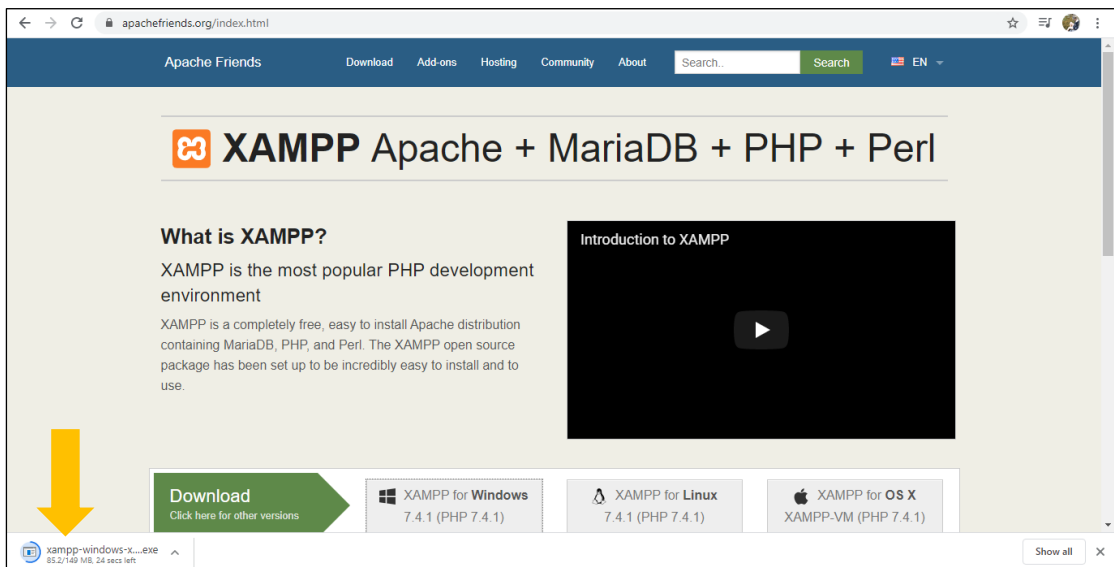 apachefriends.org/index.html
Apache Friends Download Add-ons Hosting Community About Search.. Search EN
XAMPP Apache + MariaDB + PHP + Perl
What is XAMPP?
XAMPP is the most popular PHP development
environment
XAMPP is a completely free, easy to install Apache distribution
containing MariaDB, PHP, and Perl. The XAMPP open source
package has been set up to be incredibly easy to install and to
use.
Introduction to XAMPP
Download
Click here for other versions
XAMPP for Windows
7.4.1 (PHP 7.4.1)
XAMPP for Linux
7.4.1 (PHP 7.4.1)
XAMPP for OS X
XAMPP-VM (PHP 7.4.1)
xampp-windows-x....exe
85.2/149 MB, 24 secs left
Show all